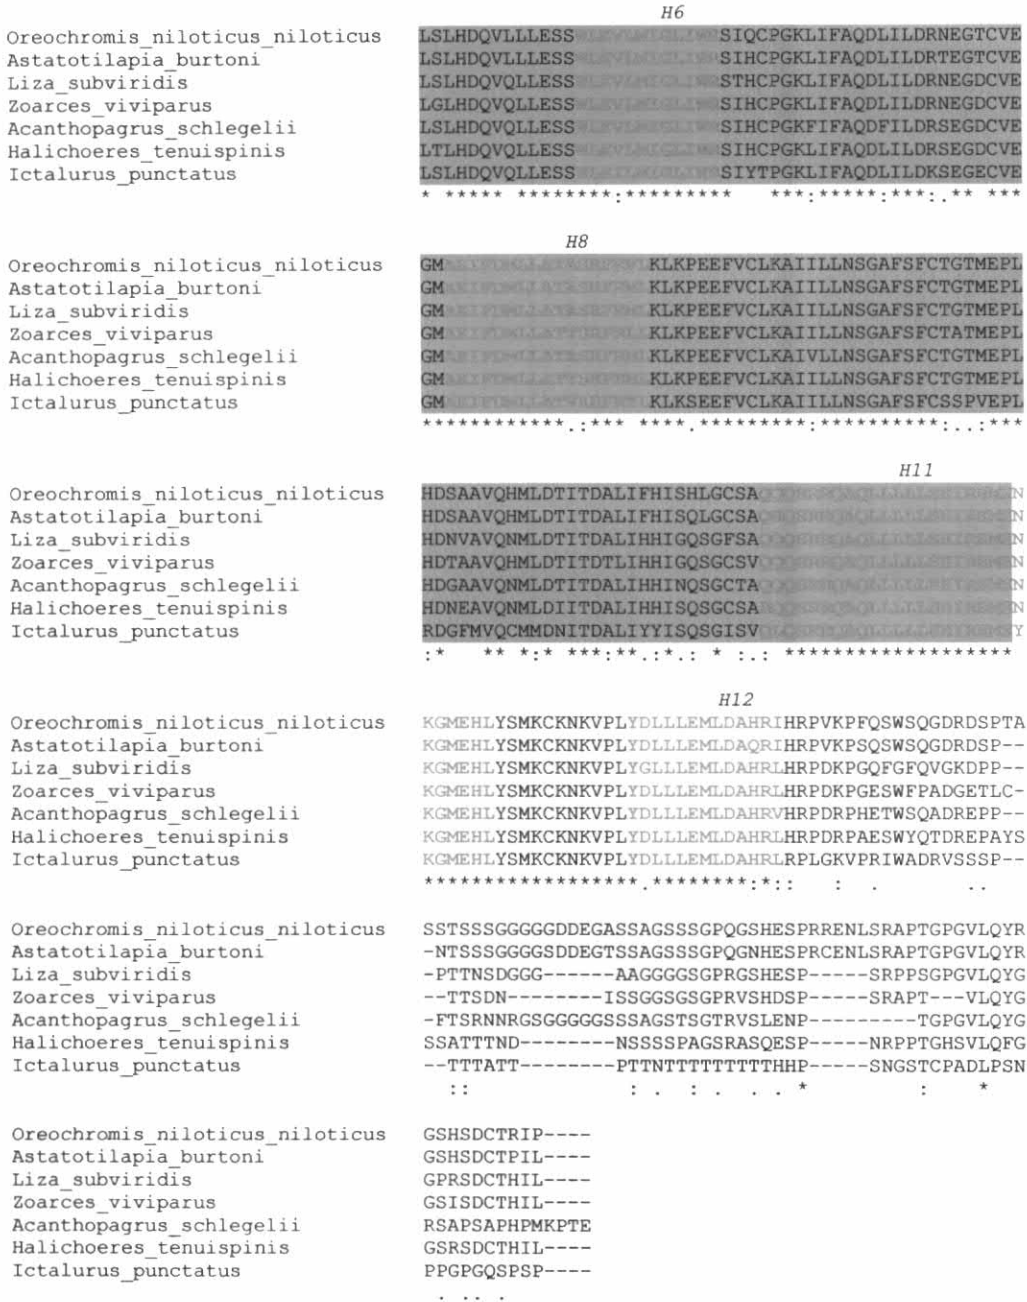 H6
Oreochromis_niloticus_niloticus LSLHDQVLLLESS SIQCPGKLIFAQDLILDRNEGTCVE
Astatotilapia_burtoni LSLHDQVLLLESS SIHCPGKLIFAQDLILDRTEGTCVE
Liza_subviridis LSLHDQVLLLESS STHCPGKLIFAQDLILDRNEGDCVE
Zoarces_viviparus LGLHDQVQLLESS SIHCPGKLIFAQDLILDRNEGDCVE
Acanthopagrus_schlegelii LSLHDQVQLLESS SIHCPGKFIFAQDFILDRSEGDCVE
Halichoeres_tenuispinis LTLHDQVQLLESS SIHCPGKLIFAQDLILDRNEGDCVE
Ictalurus_punctatus LSLHDQVQLLESS SIYTPGKLIFAQDLILDKSEGECVE
* ***** ********:********* ***:****:***:.** ***
H8
Oreochromis_niloticus_niloticus GM KLKPEEFVCLKAIILLNSGAFSFCTGTMEPL
Astatotilapia_burtoni GM KLKPEEFVCLKAIILLNSGAFSFCTGTMEPL
Liza_subviridis GM KLKPEEFVCLKAIILLNSGAFSFCTGTMEPL
Zoarces_viviparus GM KLKPEEFVCLKAIILLNSGAFSFCTATMEPL
Acanthopagrus_schlegelii GM KLKPEEFVCLKAIVLLNSGAFSFCTGTMEPL
Halichoeres_tenuispinis GM KLKPEEFVCLKAIILLNSGAFSFCTGTMEPL
Ictalurus_punctatus GM KLKSEEFVCLKAIILLNSGAFSFCSSPVEPL
************.:*** ****.*********:**********:..:***
H11
Oreochromis_niloticus_niloticus HDSAAVQHMLDTITDALIFHISHLGCSA N
Astatotilapia_burtoni HDSAAVQHMLDTITDALIFHISQLGCSA N
Liza_subviridis HDNVAVQNMLDTITDALIHHIGQSGFSA N
Zoarces_viviparus HDTAAVQHMLDTITDTLIHHISQSGCSV N
Acanthopagrus_schlegelii HDGAAVQNMLDTITDALIHHINQSGCTA N
Halichoeres_tenuispinis HDNEAVQNMLDIITDALIHHISQSGCSA N
Ictalurus_punctatus RDGFMVQCMMDNITDALIYYISQSGISV Y
:* ** *:* ***:**.:*.: * :.: *******************
H12
Oreochromis_niloticus_niloticus KGMEHLYSMKCKNKVPLYDLLLEMLDAHRIHRPVKPFQSWSQGDRDSPTA
Astatotilapia_burtoni KGMEHLYSMKCKNKVPLYDLLLEMLDAQRIHRPVKPSQSWSQGDRDSP--
Liza_subviridis KGMEHLYSMKCKNKVPLYGLLLEMLDAHRLHRPDKPGQFGFQVGKDPP--
Zoarces_viviparus KGMEHLYSMKCKNKVPLYDLLLEMLDAHRLHRPDKPGESWFPADGETLC-
Acanthopagrus_schlegelii KGMEHLYSMKCKNKVPLYDLLLEMLDAHRVHRPDRPHETWSQADREPP--
Halichoeres_tenuispinis KGMEHLYSMKCKNKVPLYDLLLEMLDAHRLHRPDRPAESWYQTDREPAYS
Ictalurus_punctatus KGMEHLYSMKCKNKVPLYDLLLEMLDAHRLRPLGKVPRIWADRVSSSP--
******************.********:*:: : . ..
Oreochromis_niloticus_niloticus SSTSSSGGGGGDDEGASSAGSSSGPQGSHESPRRENLSRAPTGPGVLQYR
Astatotilapia_burtoni -NTSSSGGGGSDDEGTSSAGSSSGPQGNHESPRCENLSRAPTGPGVLQYR
Liza_subviridis -PTTNSDGGG------AAGGGGSGPRGSHESP-----SRPPSGPGVLQYG
Zoarces_viviparus --TTSDN--------ISSGGSGSGPRVSHDSP-----SRAPT---VLQYG
Acanthopagrus_schlegelii -FTSRNNRGSGGGGGSSSAGSTSGTRVSLENP---------TGPGVLQYG
Halichoeres_tenuispinis SSATTTND--------NSSSSPAGSRASQESP-----NRPPTGHSVLQFG
Ictalurus_punctatus --TTTATT--------PTTNTTTTTTTTTHHP-----SNGSTCPADLPSN
:: : . : . . . * : *
Oreochromis_niloticus_niloticus GSHSDCTRIP----
Astatotilapia_burtoni GSHSDCTPIL----
Liza_subviridis GPRSDCTHIL----
Zoarces_viviparus GSISDCTHIL----
Acanthopagrus_schlegelii RSAPSAPHPMKPTE
Halichoeres_tenuispinis GSRSDCTHIL----
Ictalurus_punctatus PPGPGQSPSP----
. .. .